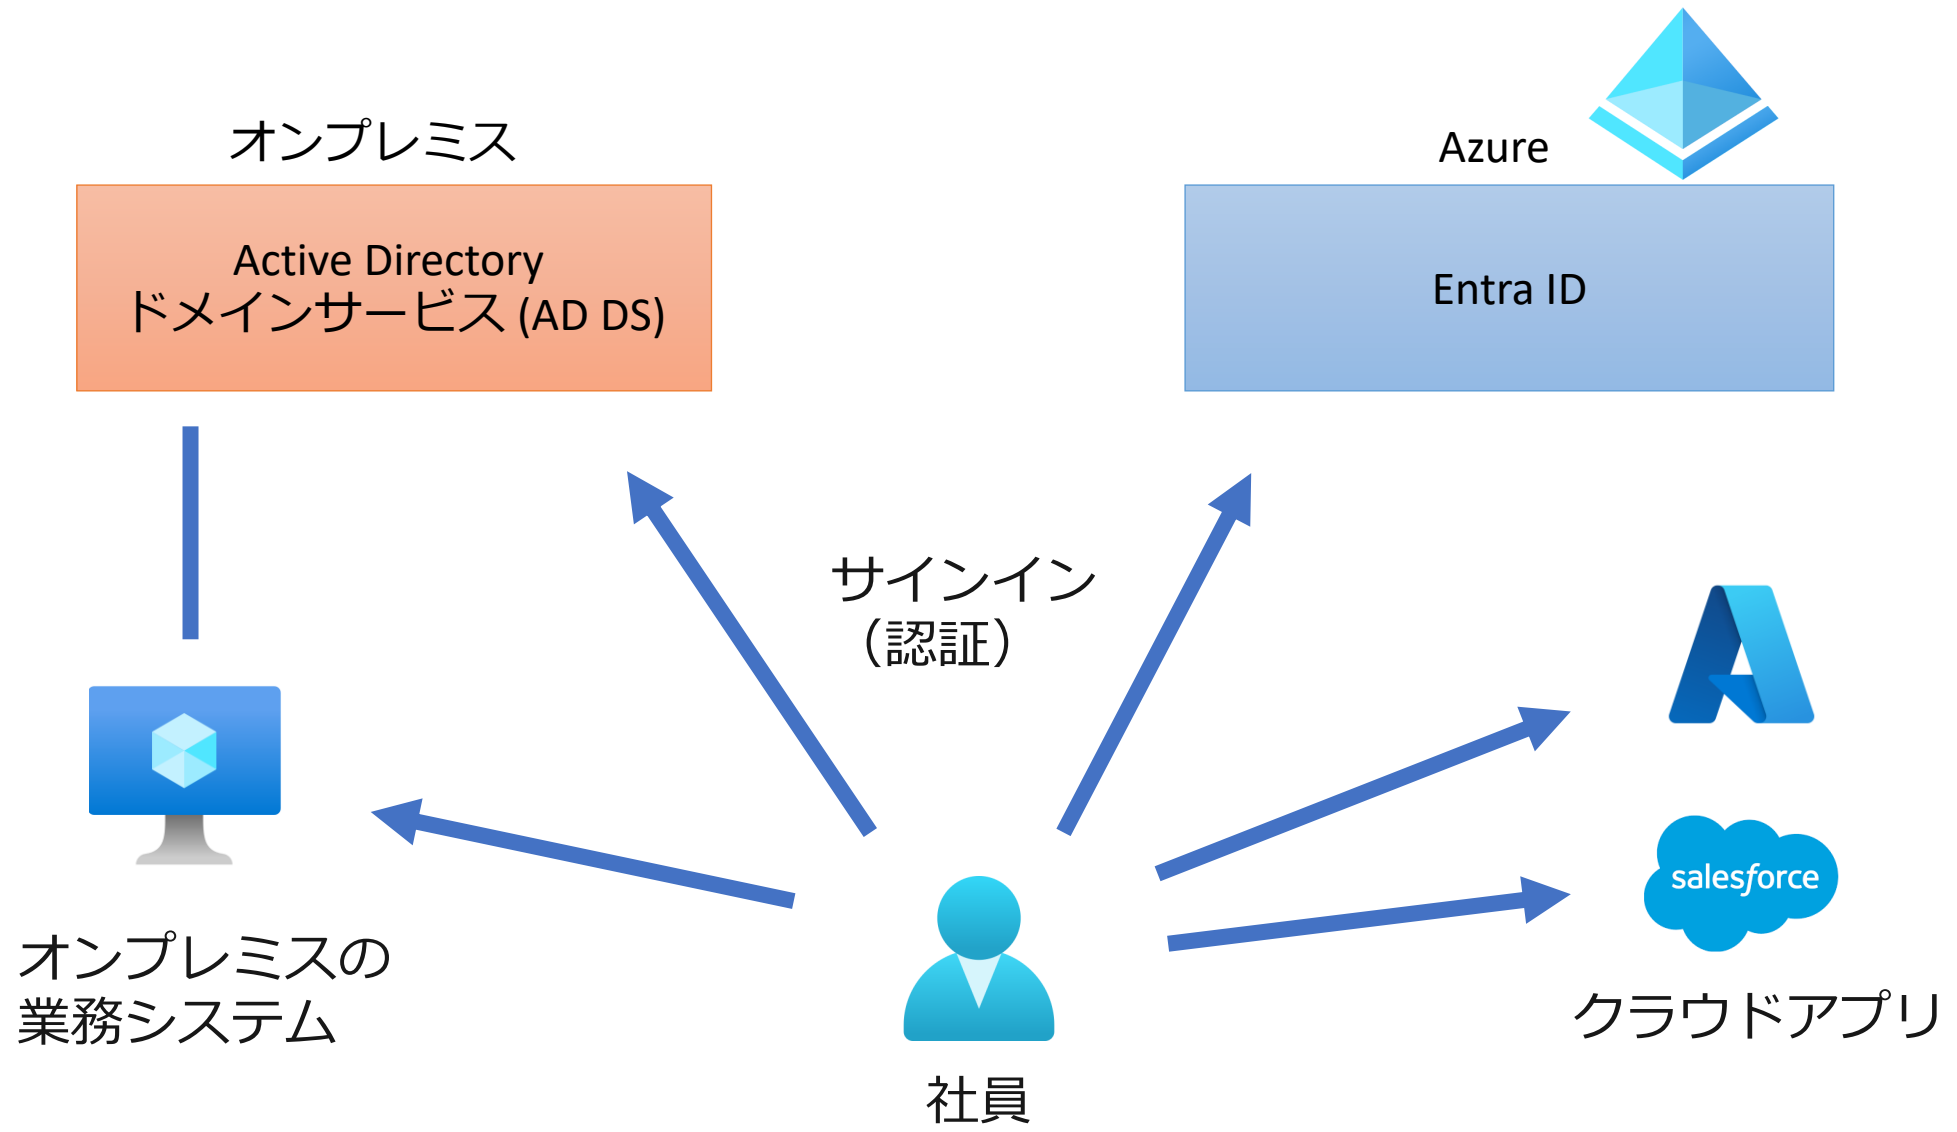 オンプレミス
Azure
Active Directory
ドメインサービス (AD DS)
Entra ID
サインイン
（認証）
salesforce
オンプレミスの
業務システム
クラウドアプリ
社員